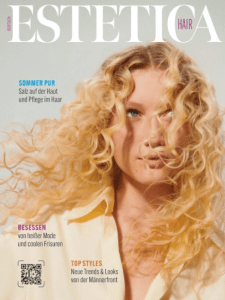 ESTETICA
HAIR
SOMMER PUR
Salz auf der Haut
und Pflege im Haar
BESESSEN
von heißer Mode
und coolen Frisuren
TOP STYLES
Neue Trends & Looks
von der Männerfront